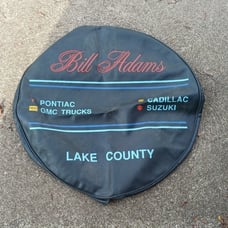 Bill Adams
PONTIAC CADILLAC
GMC TRUCKS SUZUKI
LAKE COUNTY